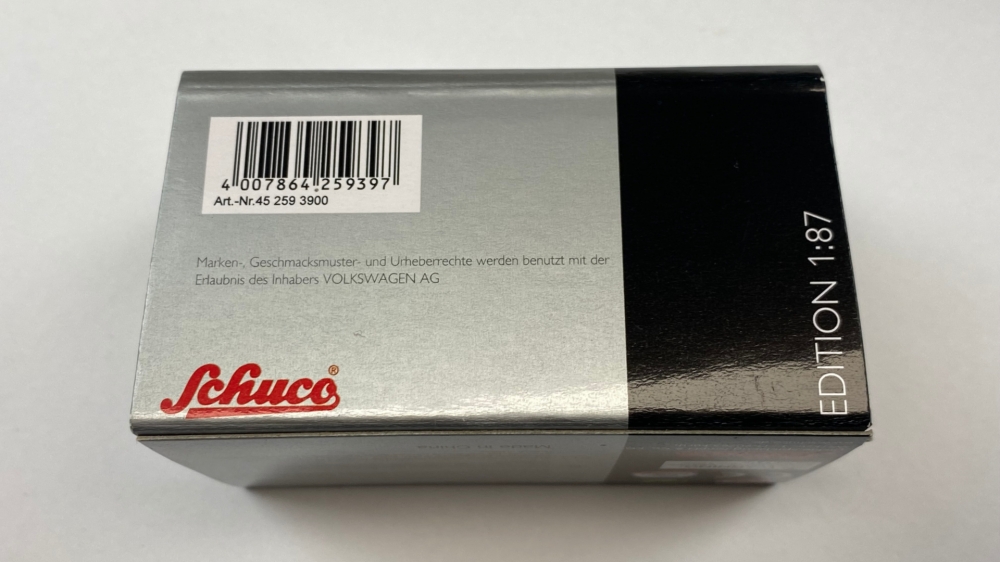 4 007864 259397
Art.-Nr.45 259 3900
Marken-, Geschmacksmuster- und Urheberrechte werden benutzt mit der
Erlaubnis des Inhabers VOLKSWAGEN AG
Schuco®
EDITION 1:87